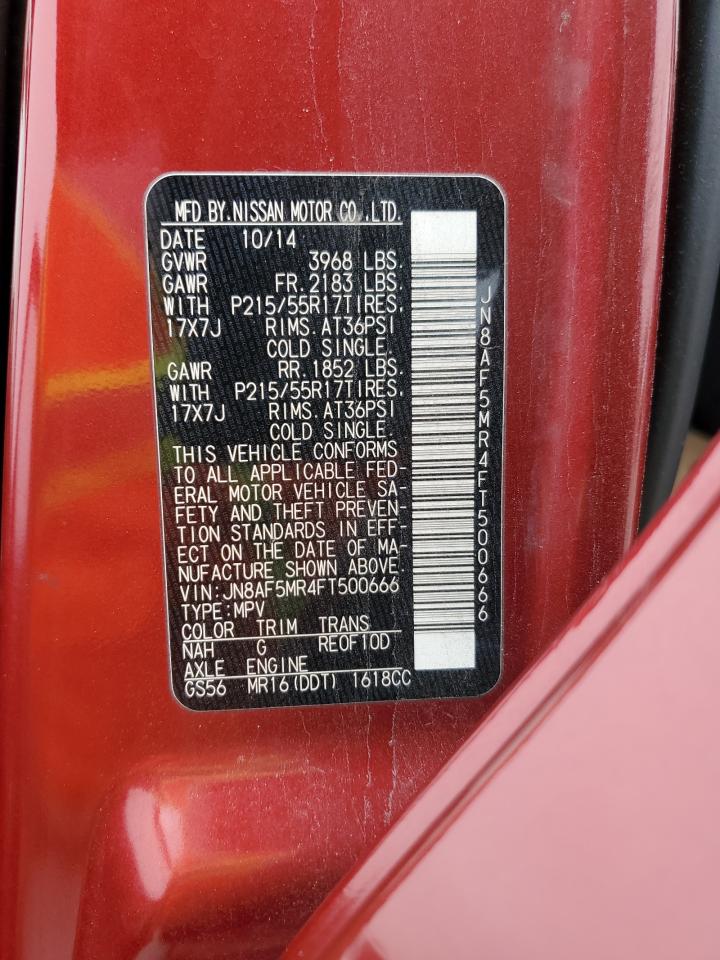 MFD BY.NISSAN MOTOR CO.,LTD.
DATE 10/14
GVWR 3968 LBS.
GAWR FR. 2183 LBS.
WITH P215/55R17TIRES.
17X7J RIMS. AT36PSI
COLD SINGLE.
GAWR RR. 1852 LBS.
WITH P215/55R17TIRES.
17X7J RIMS. AT36PSI
COLD SINGLE.
THIS VEHICLE CONFORMS
TO ALL APPLICABLE FED-
ERAL MOTOR VEHICLE SA-
FETY AND THEFT PREVEN-
TION STANDARDS IN EFF-
ECT ON THE DATE OF MA-
NUFACTURE SHOWN ABOVE.
VIN:JN8AF5MR4FT500666
TYPE:MPV
COLOR TRIM TRANS
NAH G RE0F10D
AXLE ENGINE
GS56 MR16(DDT) 1618CC
JN8AF5MR4FT500666